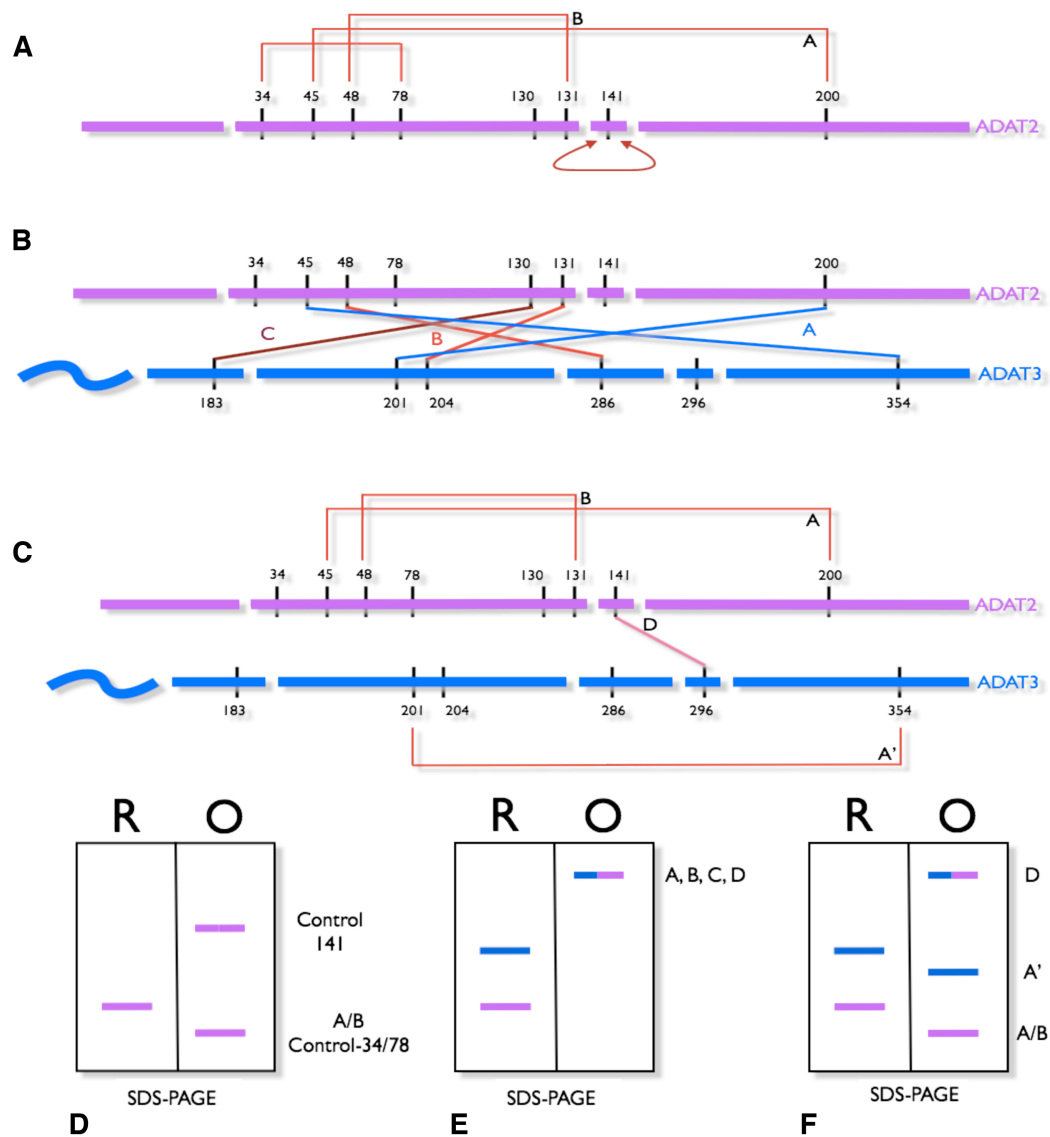 A
B
A
34 45 48 78 130 131 141 200
ADAT2
B
34 45 48 78 130 131 141 200
ADAT2
C B A
ADAT3
183 201 204 286 296 354
B
A
C
34 45 48 78 130 131 141 200
ADAT2
D
ADAT3
183 201 204 286 296 354
A'
R O
Control
141
A/B
Control-34/78
SDS-PAGE
D
R O
A, B, C, D
SDS-PAGE
E
R O
D
A'
A/B
SDS-PAGE
F